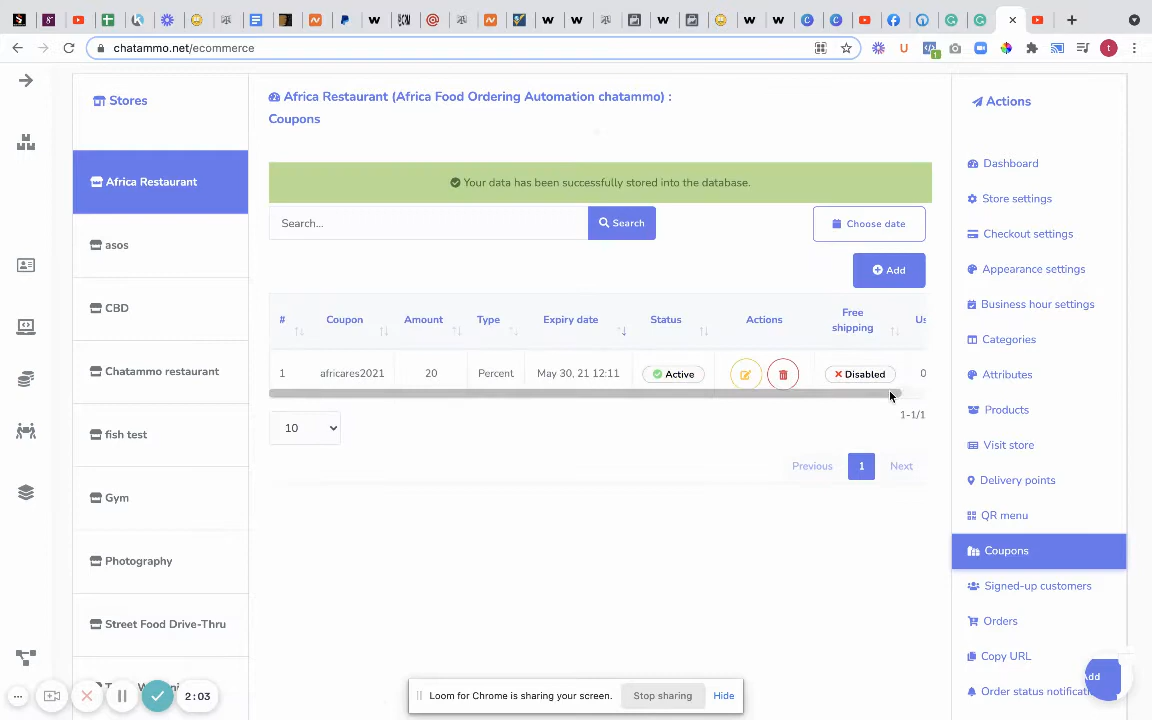 chatammo.net/ecommerce
Stores
Africa Restaurant
asos
CBD
Chatammo restaurant
fish test
Gym
Photography
Street Food Drive-Thru
Africa Restaurant (Africa Food Ordering Automation chatammo) :
Coupons
Your data has been successfully stored into the database.
Search...
Search
Choose date
Add
# Coupon Amount Type Expiry date Status Actions Free shipping Us
1 africares2021 20 Percent May 30, 21 12:11 Active Disabled 0
1-1/1
10
Previous 1 Next
Actions
Dashboard
Store settings
Checkout settings
Appearance settings
Business hour settings
Categories
Attributes
Products
Visit store
Delivery points
QR menu
Coupons
Signed-up customers
Orders
Copy URL
Order status notificat
Add
2:03
Loom for Chrome is sharing your screen.
Stop sharing
Hide